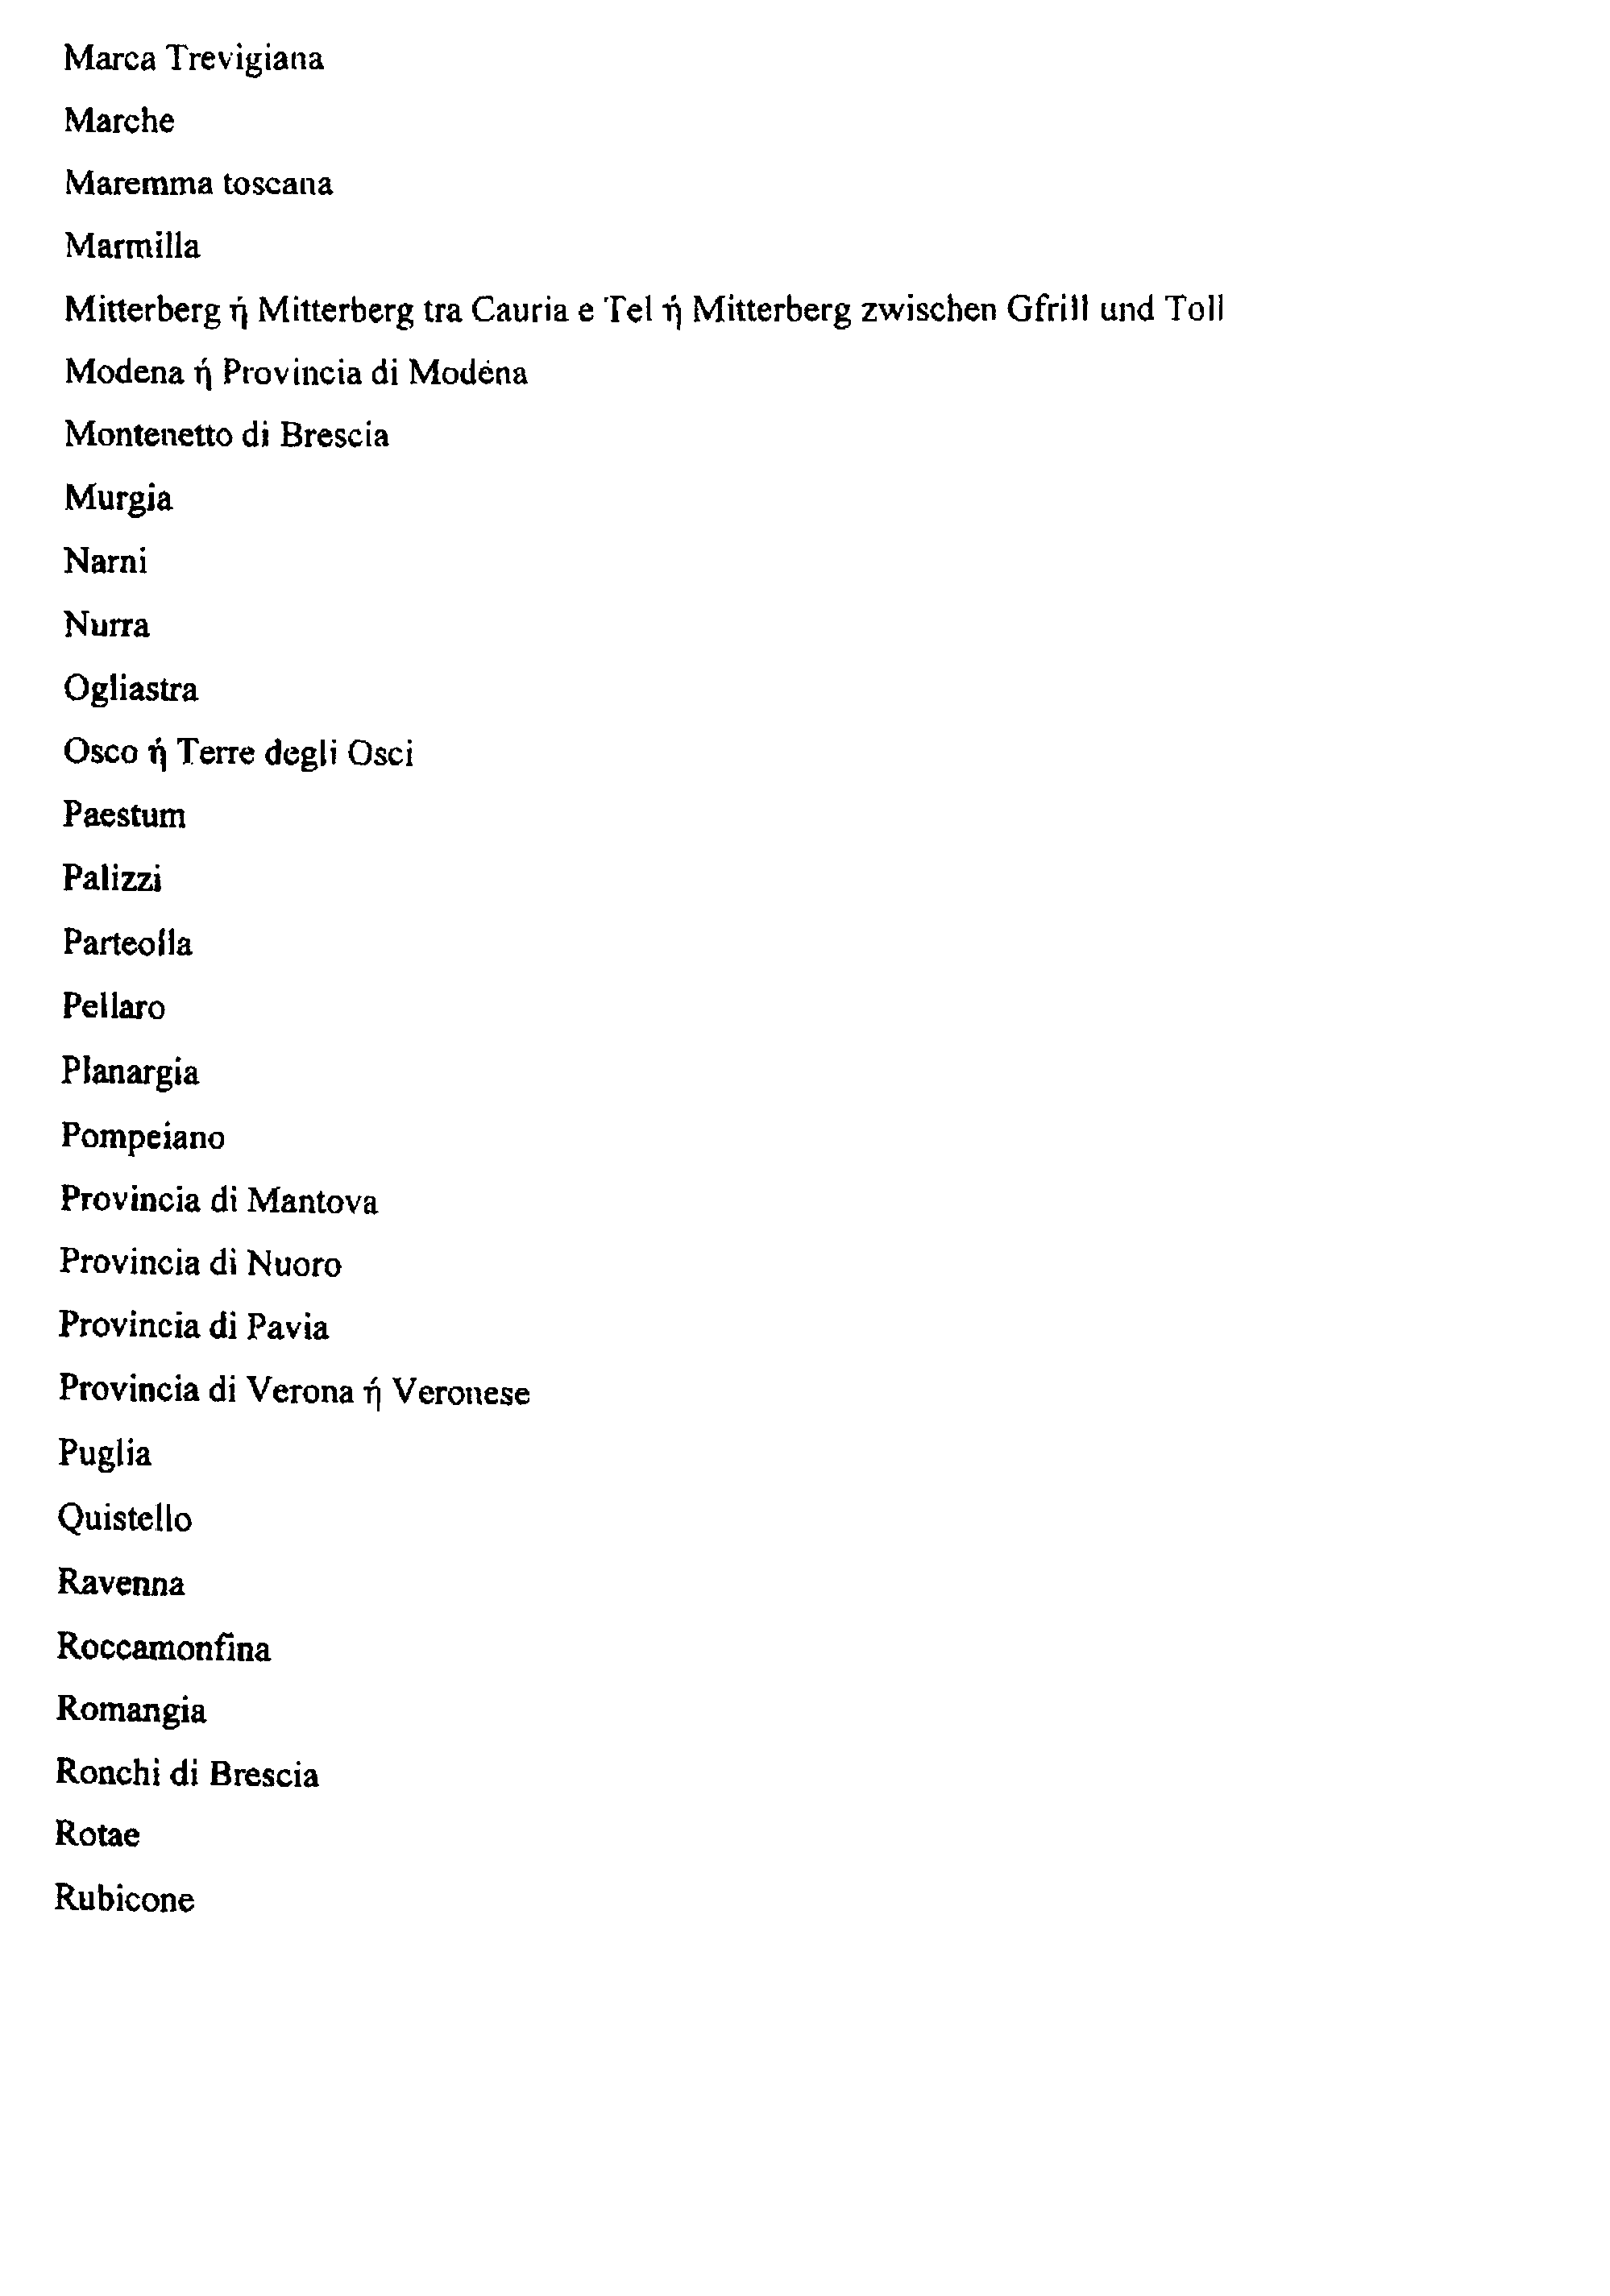 Marca Trevigiana
Marche
Maremma toscana
Marmilla
Mitterberg ή Mitterberg tra Cauria e Tel ή Mitterberg zwischen Gfrill und Toll
Modena ή Provincia di Modena
Montenetto di Brescia
Murgia
Narni
Nurra
Ogliastra
Osco ή Terre degli Osci
Paestum
Palizzi
Parteolla
Pellaro
Planargia
Pompeiano
Provincia di Mantova
Provincia di Nuoro
Provincia di Pavia
Provincia di Verona ή Veronese
Puglia
Quistello
Ravenna
Roccamonfina
Romangia
Ronchi di Brescia
Rotae
Rubicone